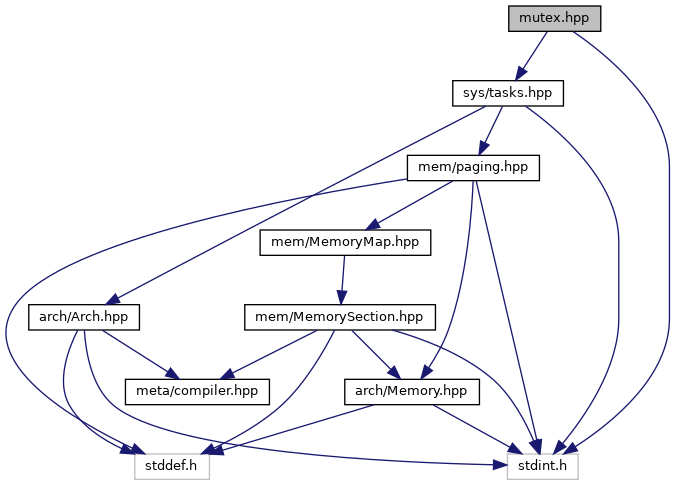 mutex.hpp
sys/tasks.hpp
mem/paging.hpp
mem/MemoryMap.hpp
arch/Arch.hpp
mem/MemorySection.hpp
meta/compiler.hpp
arch/Memory.hpp
stddef.h
stdint.h